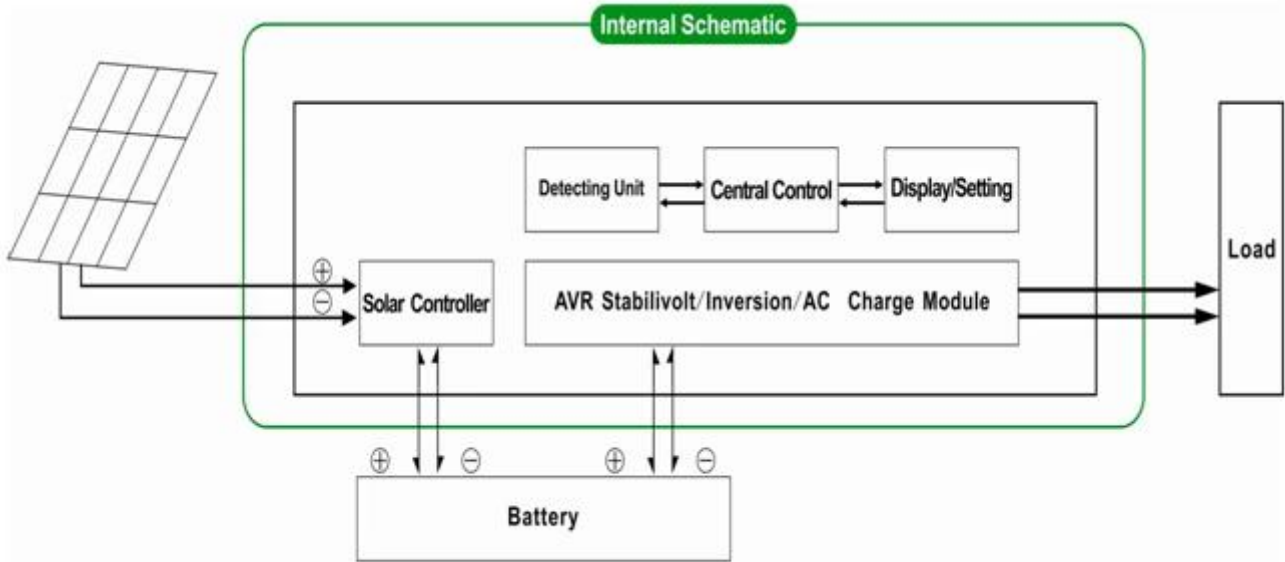 Internal Schematic
Detecting Unit
Central Control
Display/Setting
Load
⊕
⊖
Solar Controller
AVR Stabilivolt/Inversion/AC Charge Module
⊕
⊖
⊕
⊖
Battery